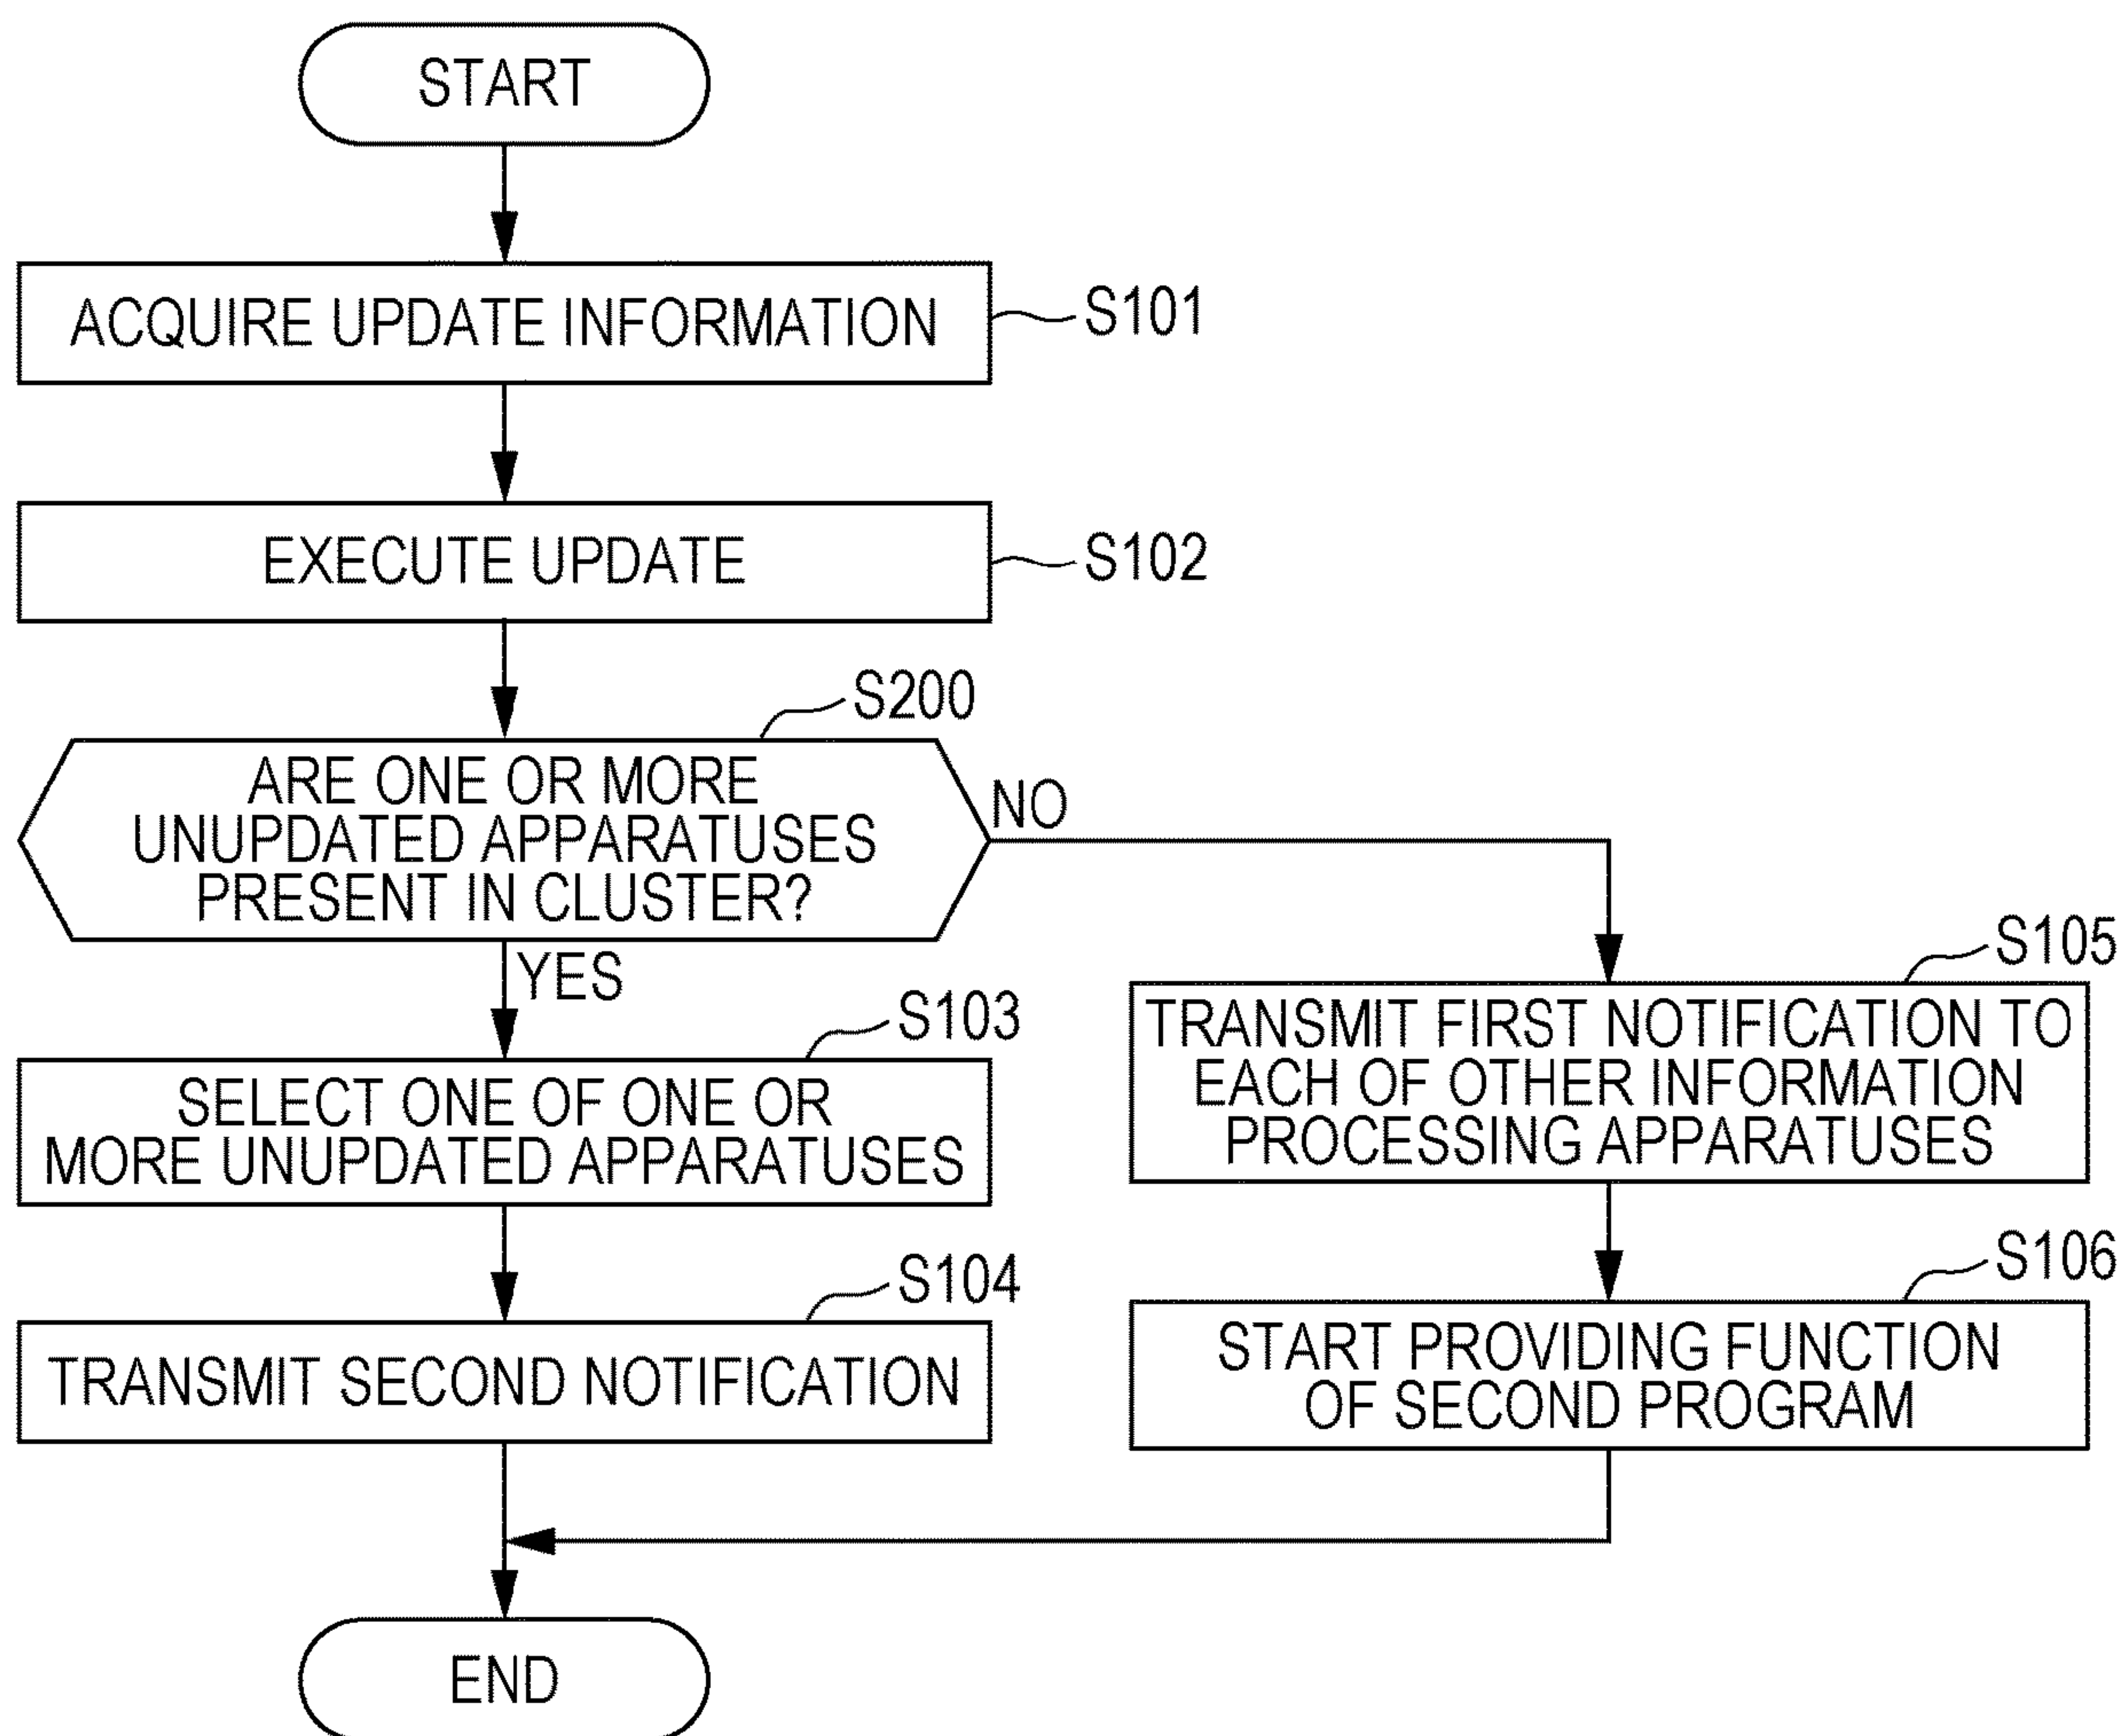 START
ACQUIRE UPDATE INFORMATION
S101
EXECUTE UPDATE
S102
S200
ARE ONE OR MORE
UNUPDATED APPARATUSES
PRESENT IN CLUSTER?
NO
YES
S103
SELECT ONE OF ONE OR
MORE UNUPDATED APPARATUSES
S104
TRANSMIT SECOND NOTIFICATION
S105
TRANSMIT FIRST NOTIFICATION TO
EACH OF OTHER INFORMATION
PROCESSING APPARATUSES
S106
START PROVIDING FUNCTION
OF SECOND PROGRAM
END